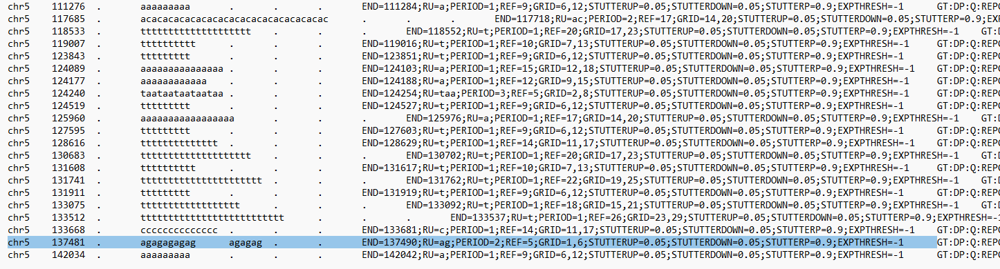 chr5 111276 . aaaaaaaaa . . . END=111284;RU=a;PERIOD=1;REF=9;GRID=6,12;STUTTERUP=0.05;STUTTERDOWN=0.05;STUTTERP=0.9;EXPTHRESH=-1 GT:DP:Q:REP
chr5 117685 . acacacacacacacacacacacacacacacacac . . . END=117718;RU=ac;PERIOD=2;REF=17;GRID=14,20;STUTTERUP=0.05;STUTTERDOWN=0.05;STUTTERP=0.9;EX
chr5 118533 . tttttttttttttttttttt . . . END=118552;RU=t;PERIOD=1;REF=20;GRID=17,23;STUTTERUP=0.05;STUTTERDOWN=0.05;STUTTERP=0.9;EXPTHRESH=-1 GT:
chr5 119007 . tttttttttt . . . END=119016;RU=t;PERIOD=1;REF=10;GRID=7,13;STUTTERUP=0.05;STUTTERDOWN=0.05;STUTTERP=0.9;EXPTHRESH=-1 GT:DP:Q:REP
chr5 123843 . ttttttttt . . . END=123851;RU=t;PERIOD=1;REF=9;GRID=6,12;STUTTERUP=0.05;STUTTERDOWN=0.05;STUTTERP=0.9;EXPTHRESH=-1 GT:DP:Q:REP
chr5 124089 . aaaaaaaaaaaaaaa . . . END=124103;RU=a;PERIOD=1;REF=15;GRID=12,18;STUTTERUP=0.05;STUTTERDOWN=0.05;STUTTERP=0.9;EXPTHRESH=-1 GT:DP:Q:REP
chr5 124177 . aaaaaaaaaaaa . . . END=124188;RU=a;PERIOD=1;REF=12;GRID=9,15;STUTTERUP=0.05;STUTTERDOWN=0.05;STUTTERP=0.9;EXPTHRESH=-1 GT:DP:Q:REP
chr5 124240 . taataataataataa . . . END=124254;RU=taa;PERIOD=3;REF=5;GRID=2,8;STUTTERUP=0.05;STUTTERDOWN=0.05;STUTTERP=0.9;EXPTHRESH=-1 GT:DP:Q:REP
chr5 124519 . ttttttttt . . . END=124527;RU=t;PERIOD=1;REF=9;GRID=6,12;STUTTERUP=0.05;STUTTERDOWN=0.05;STUTTERP=0.9;EXPTHRESH=-1 GT:DP:Q:REP
chr5 125960 . aaaaaaaaaaaaaaaaa . . . END=125976;RU=a;PERIOD=1;REF=17;GRID=14,20;STUTTERUP=0.05;STUTTERDOWN=0.05;STUTTERP=0.9;EXPTHRESH=-1 GT:
chr5 127595 . ttttttttt . . . END=127603;RU=t;PERIOD=1;REF=9;GRID=6,12;STUTTERUP=0.05;STUTTERDOWN=0.05;STUTTERP=0.9;EXPTHRESH=-1 GT:DP:Q:REP
chr5 128616 . tttttttttttttt . . . END=128629;RU=t;PERIOD=1;REF=14;GRID=11,17;STUTTERUP=0.05;STUTTERDOWN=0.05;STUTTERP=0.9;EXPTHRESH=-1 GT:DP:Q:REP
chr5 130683 . tttttttttttttttttttt . . . END=130702;RU=t;PERIOD=1;REF=20;GRID=17,23;STUTTERUP=0.05;STUTTERDOWN=0.05;STUTTERP=0.9;EXPTHRESH=-1 GT:
chr5 131608 . tttttttttt . . . END=131617;RU=t;PERIOD=1;REF=10;GRID=7,13;STUTTERUP=0.05;STUTTERDOWN=0.05;STUTTERP=0.9;EXPTHRESH=-1 GT:DP:Q:REP
chr5 131741 . tttttttttttttttttttttt . . . END=131762;RU=t;PERIOD=1;REF=22;GRID=19,25;STUTTERUP=0.05;STUTTERDOWN=0.05;STUTTERP=0.9;EXPTHRESH=-1 GT:
chr5 131911 . ttttttttt . . . END=131919;RU=t;PERIOD=1;REF=9;GRID=6,12;STUTTERUP=0.05;STUTTERDOWN=0.05;STUTTERP=0.9;EXPTHRESH=-1 GT:DP:Q:REP
chr5 133075 . tttttttttttttttttt . . . END=133092;RU=t;PERIOD=1;REF=18;GRID=15,21;STUTTERUP=0.05;STUTTERDOWN=0.05;STUTTERP=0.9;EXPTHRESH=-1 GT:
chr5 133512 . tttttttttttttttttttttttttt . . . END=133537;RU=t;PERIOD=1;REF=26;GRID=23,29;STUTTERUP=0.05;STUTTERDOWN=0.05;STUTTERP=0.9;EXPTHRESH=-
chr5 133668 . cccccccccccccc . . . END=133681;RU=c;PERIOD=1;REF=14;GRID=11,17;STUTTERUP=0.05;STUTTERDOWN=0.05;STUTTERP=0.9;EXPTHRESH=-1 GT:DP:Q:REP
chr5 137481 . agagagagag agagag . . END=137490;RU=ag;PERIOD=2;REF=5;GRID=1,6;STUTTERUP=0.05;STUTTERDOWN=0.05;STUTTERP=0.9;EXPTHRESH=-1 GT:DP:Q:REP
chr5 142034 . aaaaaaaaa . . . END=142042;RU=a;PERIOD=1;REF=9;GRID=6,12;STUTTERUP=0.05;STUTTERDOWN=0.05;STUTTERP=0.9;EXPTHRESH=-1 GT:DP:Q:REP